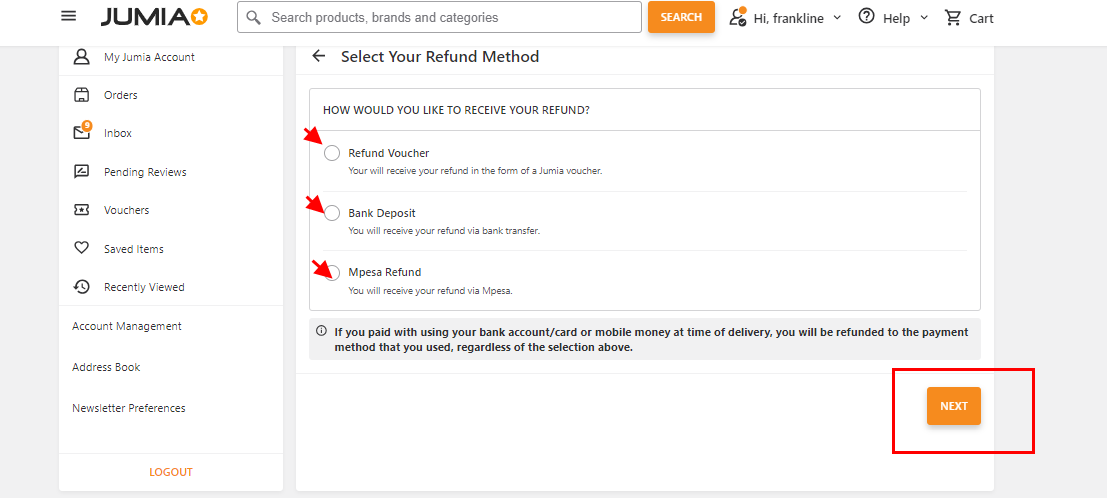 JUMIA
Search products, brands and categories
SEARCH
Hi, frankline
Help
Cart
My Jumia Account
Orders
9
Inbox
Pending Reviews
Vouchers
Saved Items
Recently Viewed
Account Management
Address Book
Newsletter Preferences
LOGOUT
Select Your Refund Method
HOW WOULD YOU LIKE TO RECEIVE YOUR REFUND?
Refund Voucher
Your will receive your refund in the form of a Jumia voucher.
Bank Deposit
You will receive your refund via bank transfer.
Mpesa Refund
You will receive your refund via Mpesa.
If you paid with using your bank account/card or mobile money at time of delivery, you will be refunded to the payment
method that you used, regardless of the selection above.
NEXT